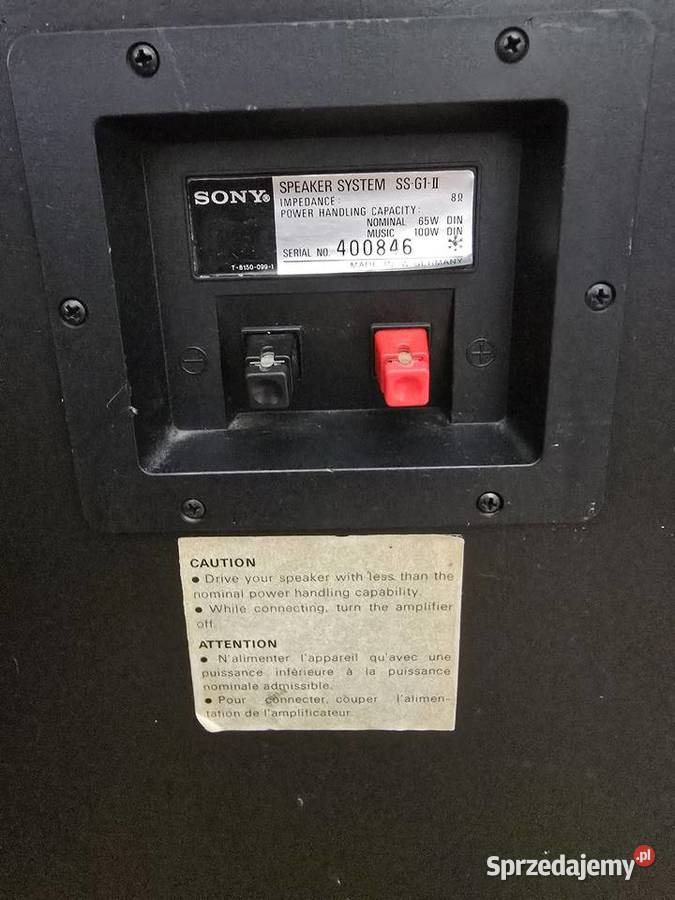 SONY®
SPEAKER SYSTEM SS-G1-II
IMPEDANCE: 8Ω
POWER HANDLING CAPACITY:
NOMINAL 65W DIN
MUSIC 100W DIN
SERIAL NO. 400846
T-8150-099-1
MADE IN W. GERMANY
CAUTION
● Drive your speaker with less than the
nominal power handling capability.
● While connecting, turn the amplifier
off.
ATTENTION
● N'alimenter l'appareil qu'avec une
puissance inférieure à la puissance
nominale admissible.
● Pour connecter, couper l'alimen-
tation de l'amplificateur.
Sprzedajemy.pl